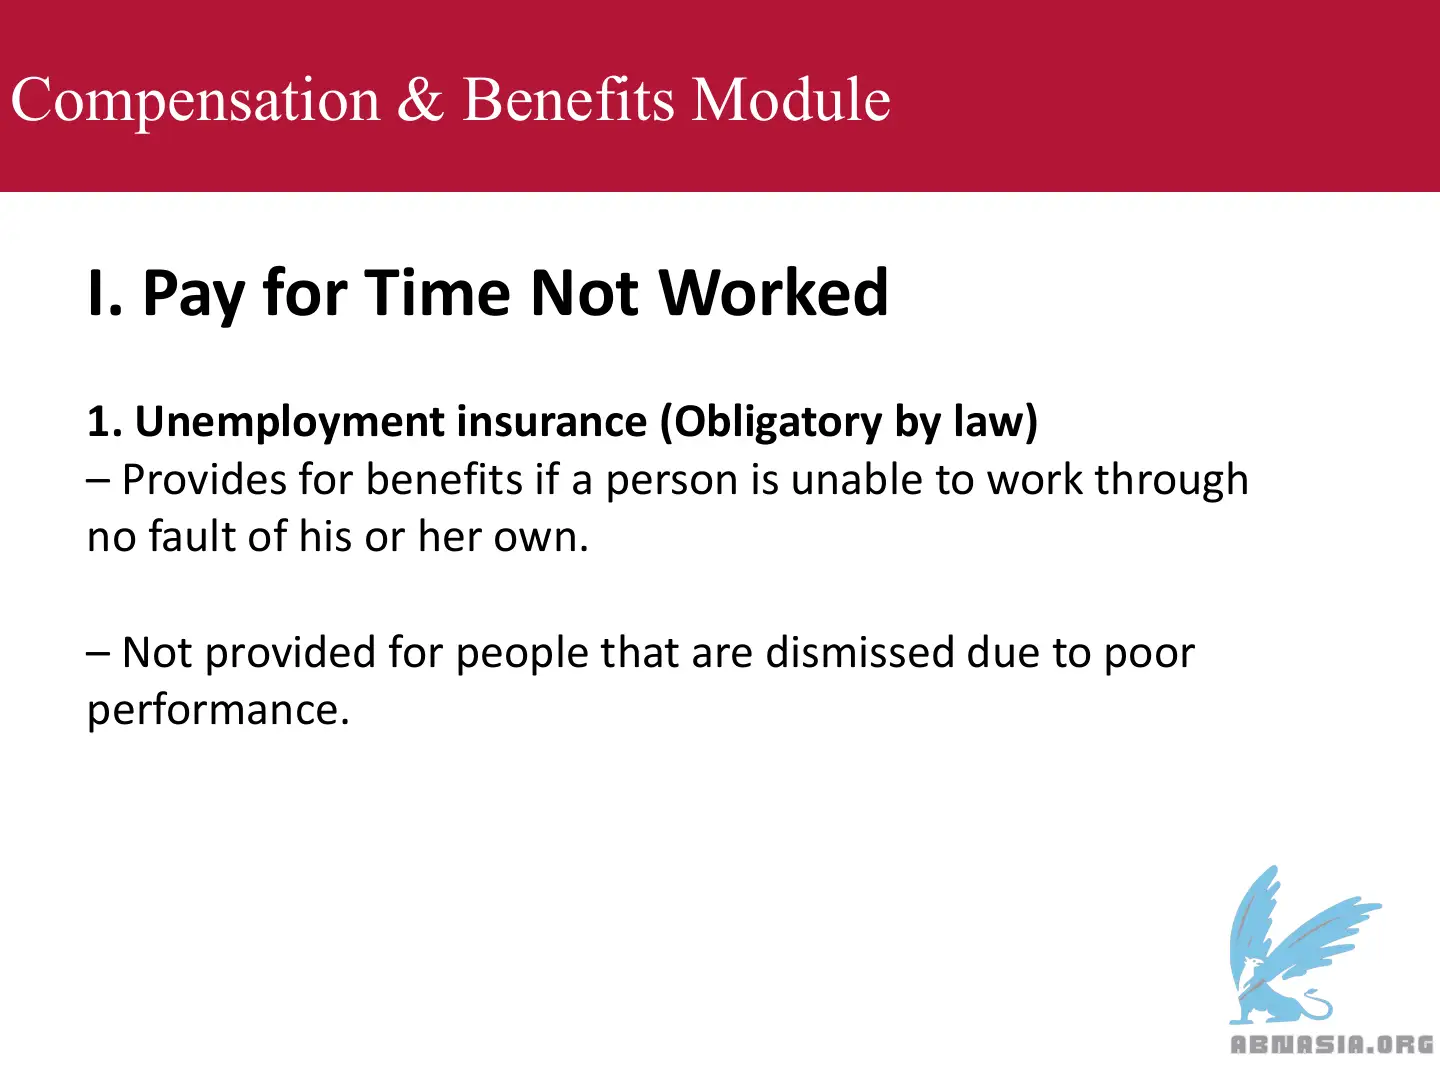 Compensation & Benefits Module
I. Pay for Time Not Worked
1. Unemployment insurance (Obligatory by law)
– Provides for benefits if a person is unable to work through
no fault of his or her own.
– Not provided for people that are dismissed due to poor
performance.
ABNASIA.ORG